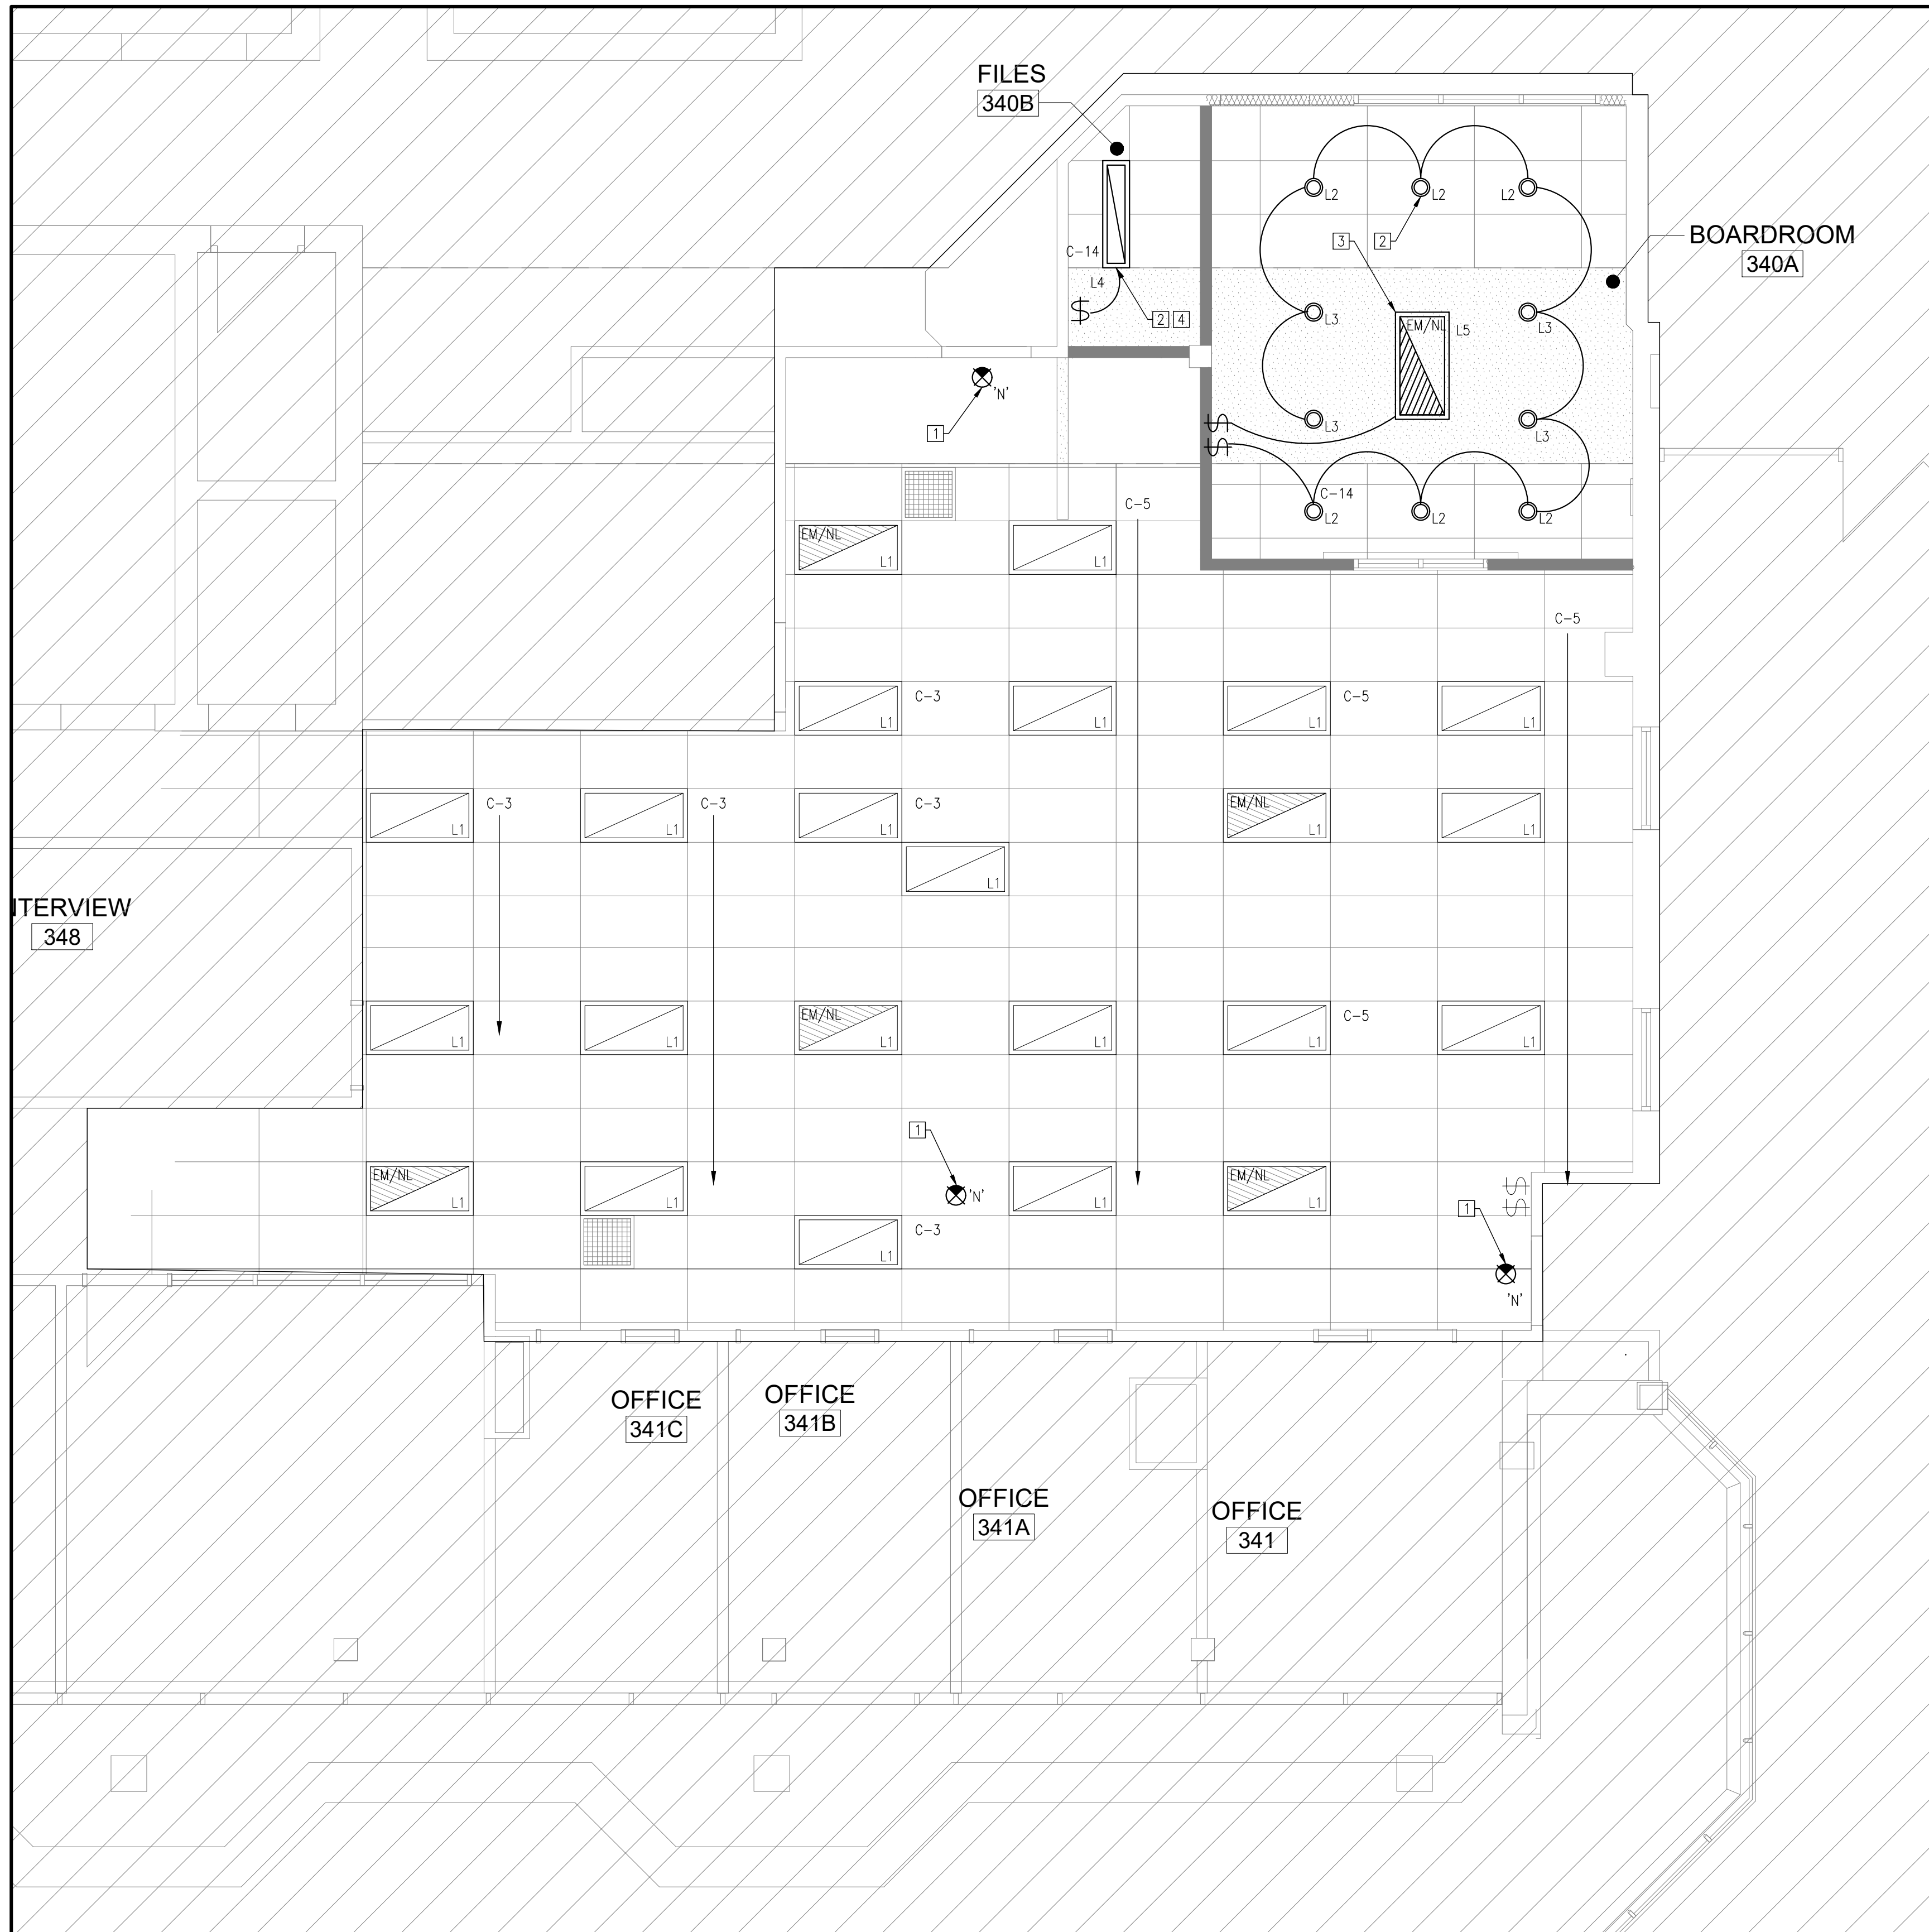 FILES
340B
BOARDROOM
340A
L2
L2
L2
3
2
C-14
L4
2
4
L3
L3
EM/NL
L5
'N'
1
L3
L3
C-14
L2
L2
L2
C-5
EM/NL
L1
L1
C-5
L1
C-3
L1
L1
C-5
L1
L1
C-3
L1
C-3
L1
C-3
EM/NL
L1
L1
L1
ITERVIEW
348
L1
L1
EM/NL
L1
L1
L1
C-5
L1
1
'N'
EM/NL
L1
L1
L1
EM/NL
L1
1
L1
C-3
'N'
OFFICE
341C
OFFICE
341B
OFFICE
341A
OFFICE
341